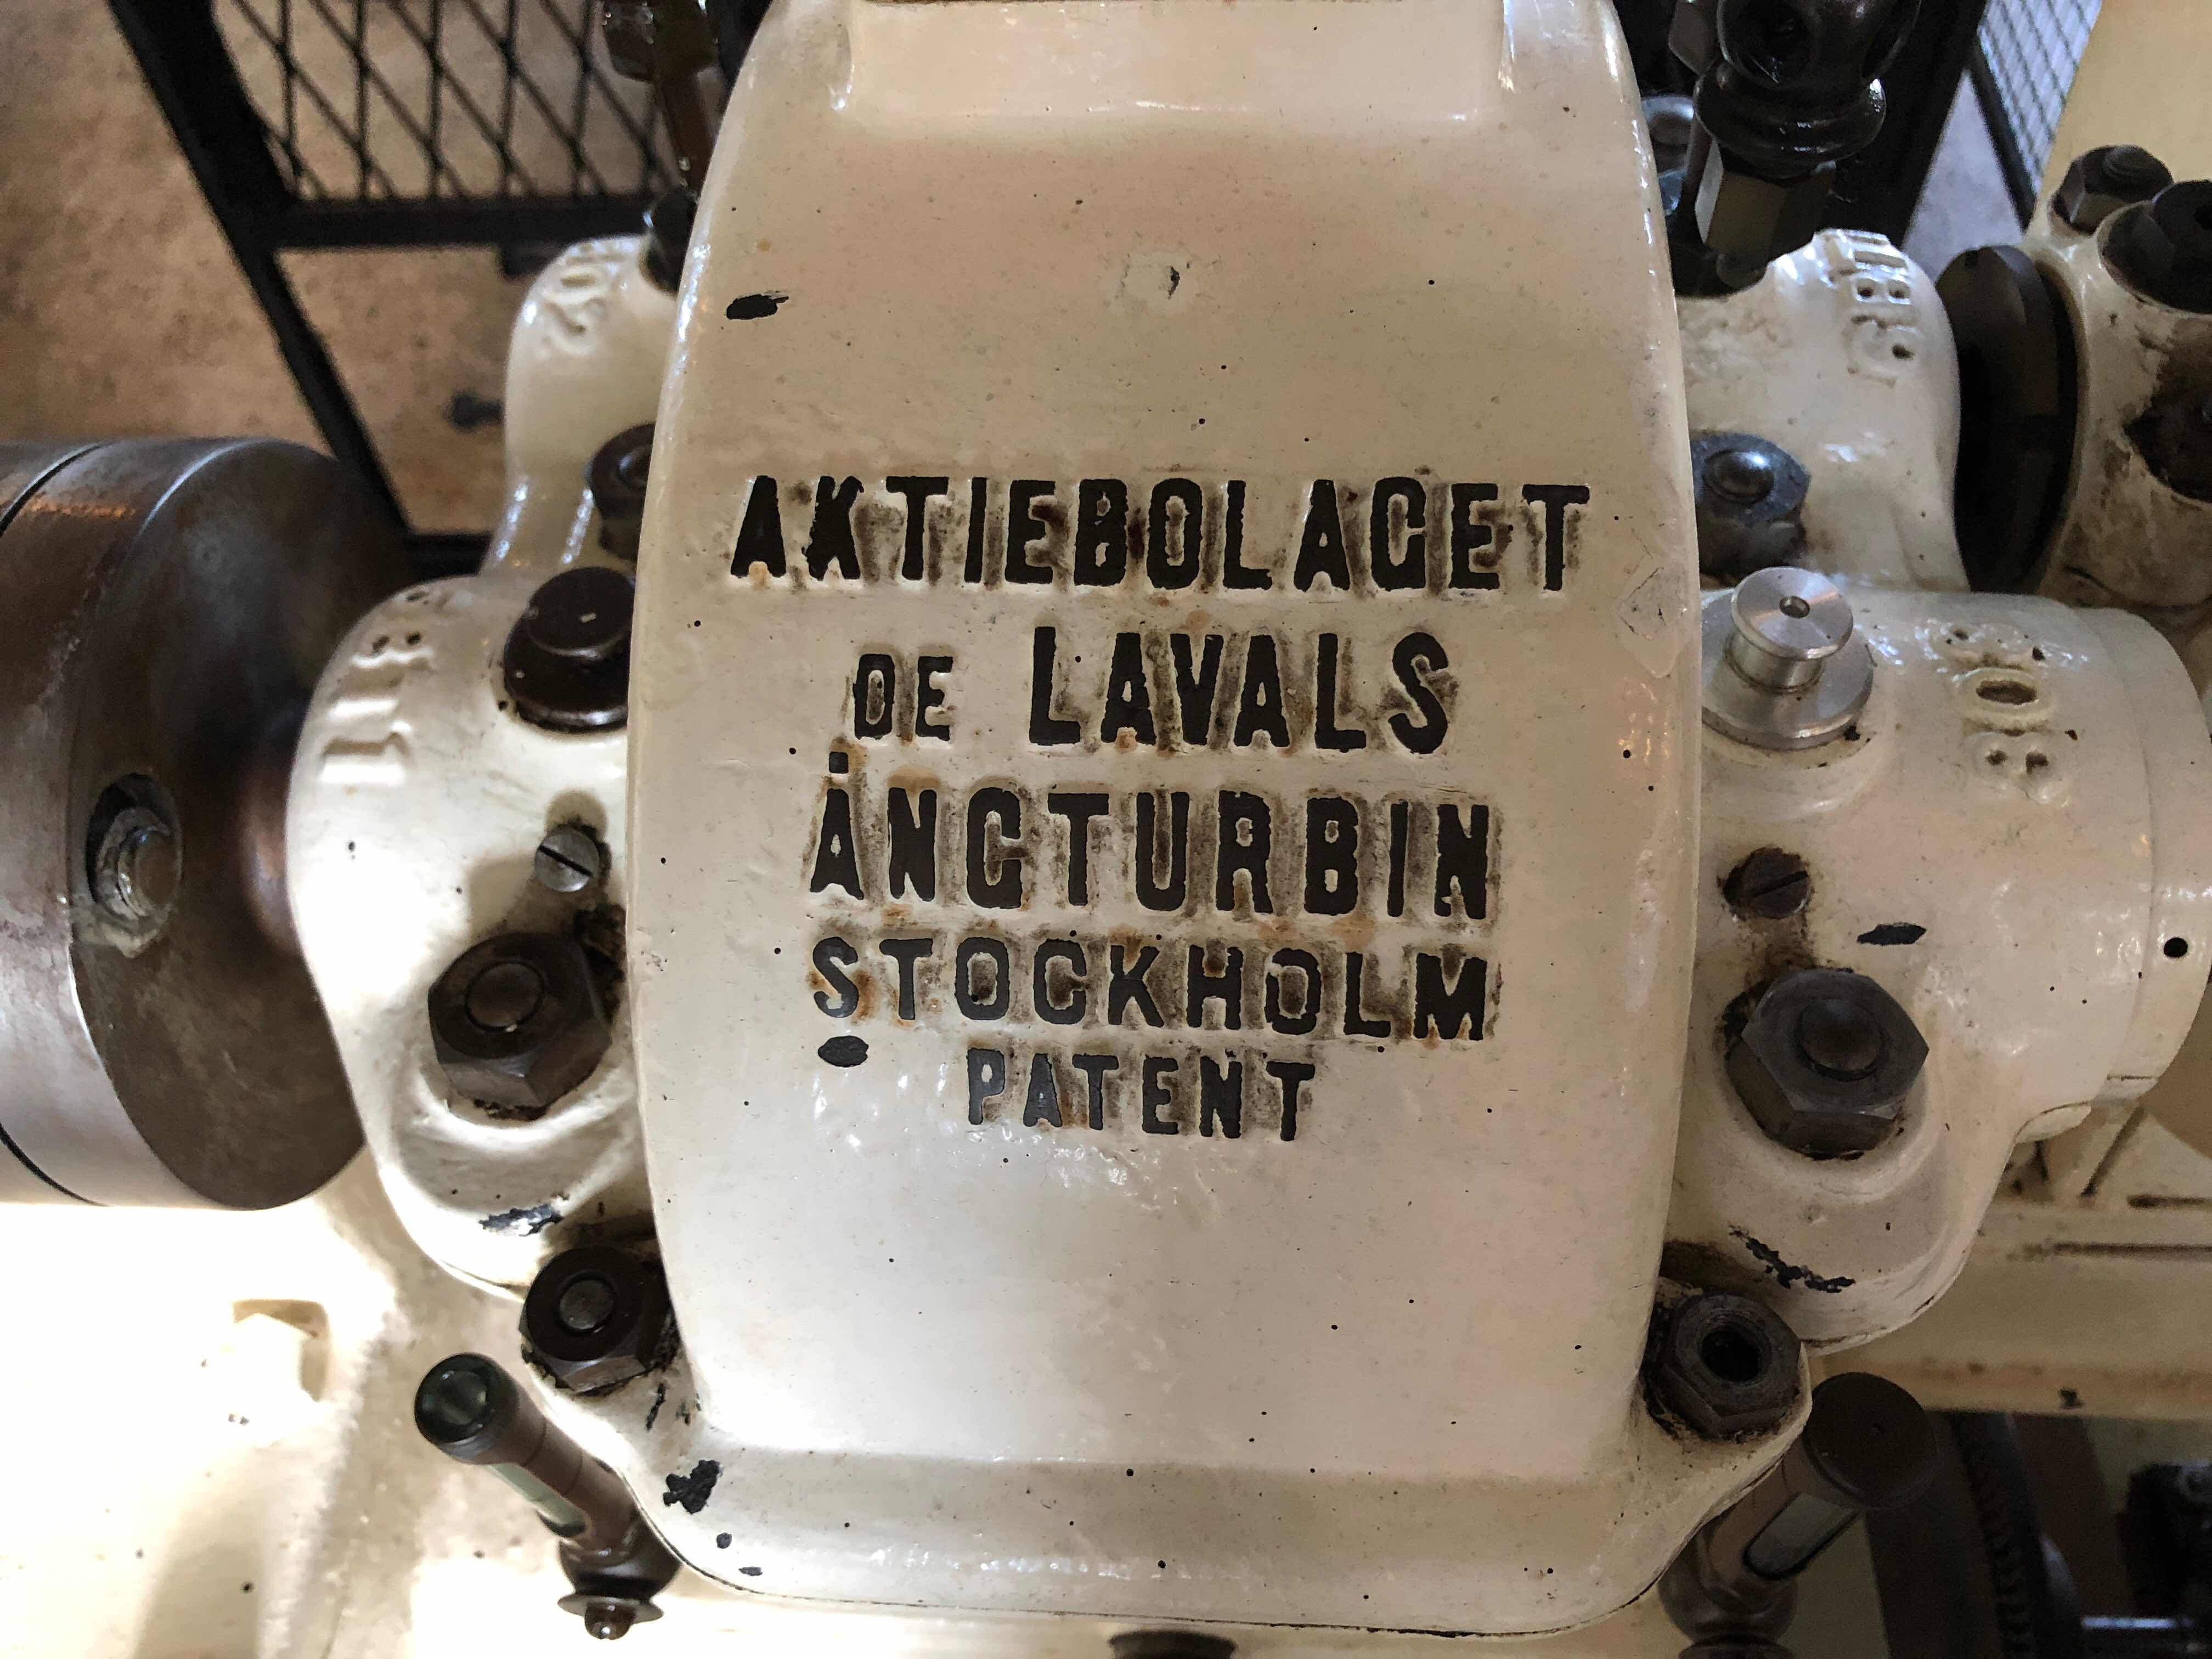 AKTIEBOLAGET
DE LAVALS
ÅNGTURBIN
STOCKHOLM
PATENT